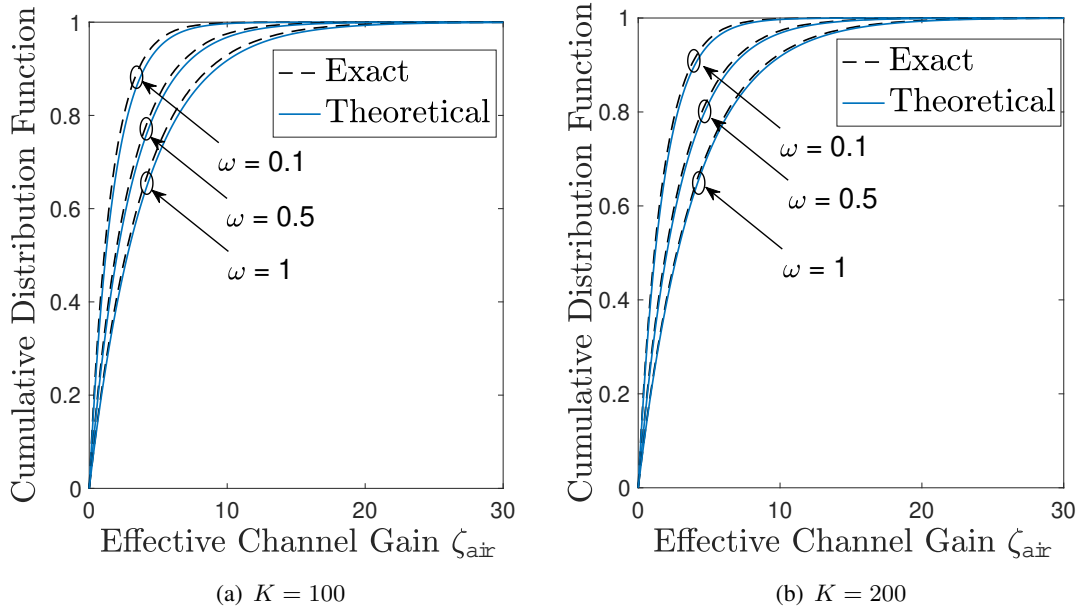 Cumulative Distribution Function
1
0.8
0.6
0.4
0.2
0
Exact
Theoretical
ω = 0.1
ω = 0.5
ω = 1
0 10 20 30
Effective Channel Gain ζair
(a) K = 100
Cumulative Distribution Function
1
0.8
0.6
0.4
0.2
0
Exact
Theoretical
ω = 0.1
ω = 0.5
ω = 1
0 10 20 30
Effective Channel Gain ζair
(b) K = 200